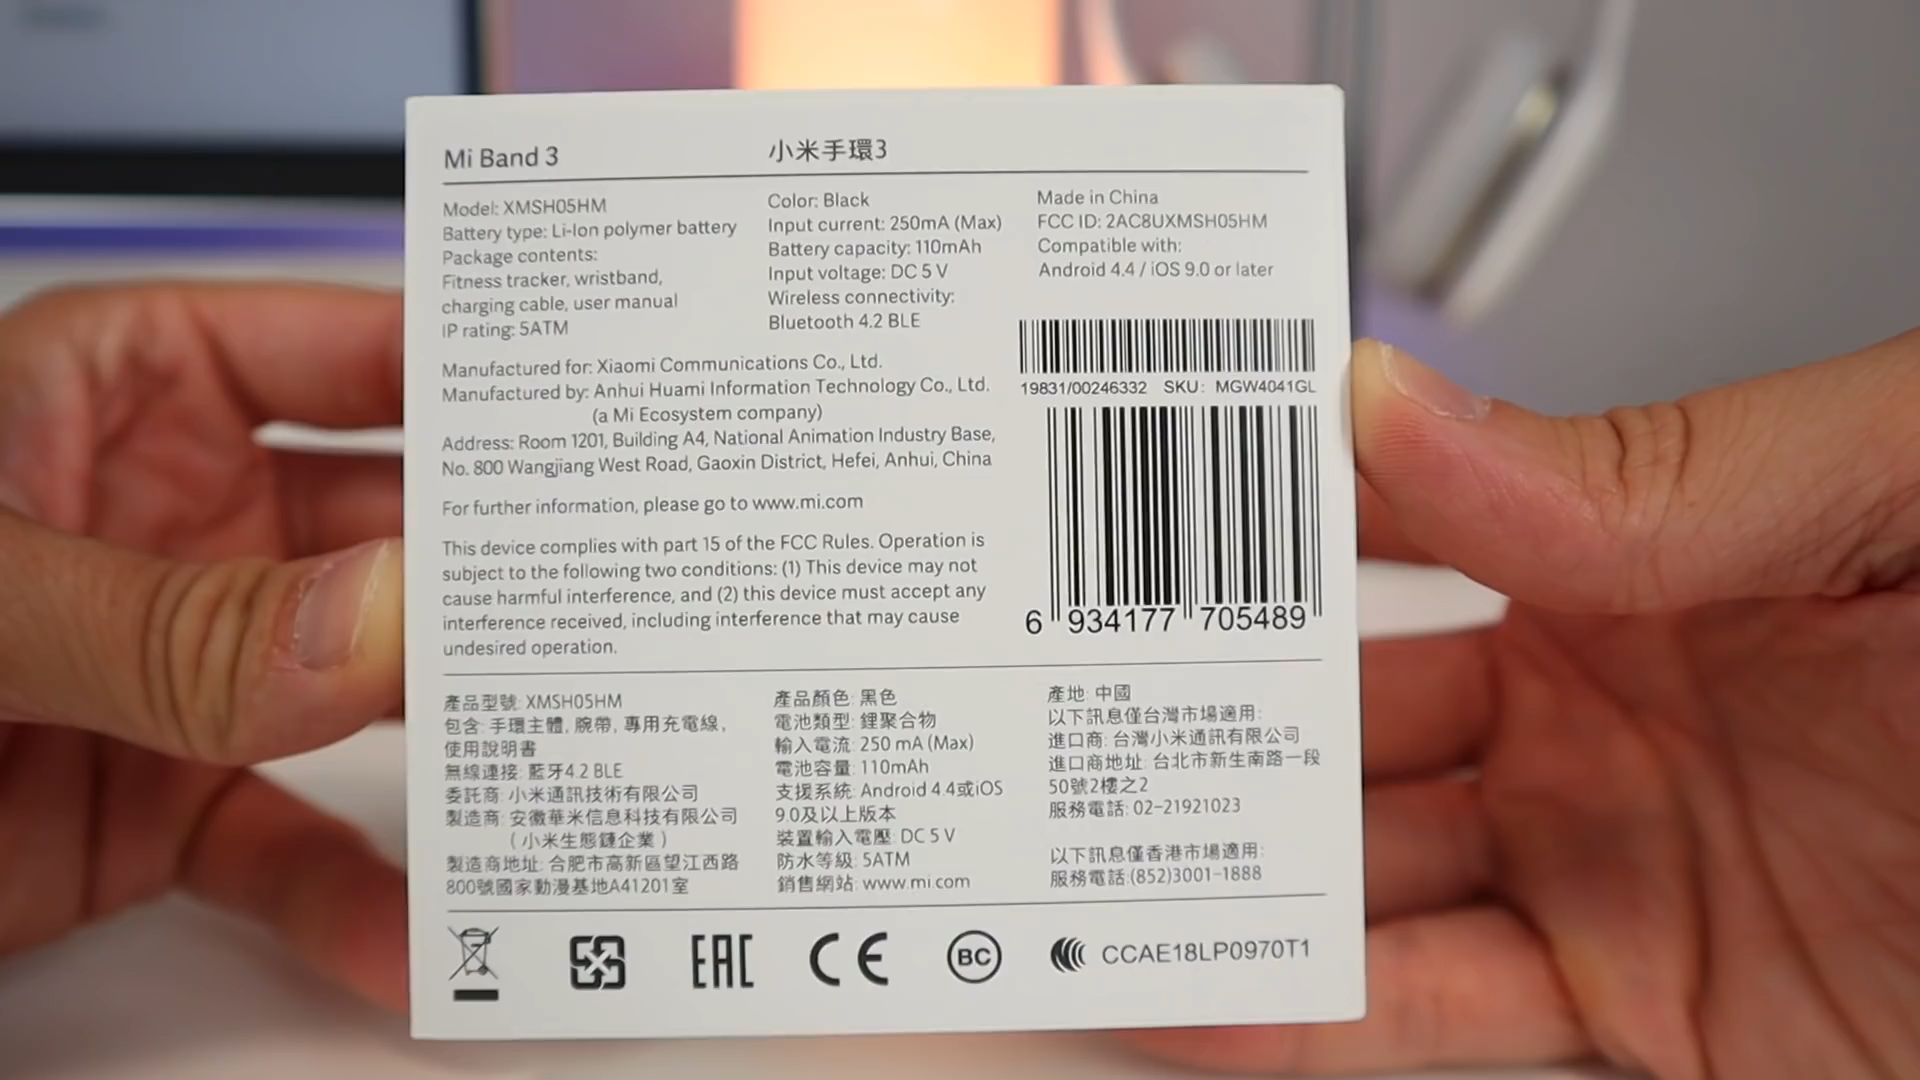 Mi Band 3
小米手環3
Model: XMSH05HM
Battery type: Li-Ion polymer battery
Package contents:
Fitness tracker, wristband,
charging cable, user manual
IP rating: 5ATM
Color: Black
Input current: 250mA (Max)
Battery capacity: 110mAh
Input voltage: DC 5 V
Wireless connectivity:
Bluetooth 4.2 BLE
Made in China
FCC ID: 2AC8UXMSH05HM
Compatible with:
Android 4.4 / iOS 9.0 or later
Manufactured for: Xiaomi Communications Co., Ltd.
Manufactured by: Anhui Huami Information Technology Co., Ltd.
(a Mi Ecosystem company)
Address: Room 1201, Building A4, National Animation Industry Base,
No. 800 Wangjiang West Road, Gaoxin District, Hefei, Anhui, China
For further information, please go to www.mi.com
This device complies with part 15 of the FCC Rules. Operation is
subject to the following two conditions: (1) This device may not
cause harmful interference, and (2) this device must accept any
interference received, including interference that may cause
undesired operation.
19831/00246332 SKU: MGW4041GL
6 934177 705489
產品型號: XMSH05HM
包含: 手環主體, 腕帶, 專用充電線,
使用說明書
無線連接: 藍牙4.2 BLE
委託商: 小米通訊技術有限公司
製造商: 安徽華米信息科技有限公司
（小米生態鏈企業）
製造商地址: 合肥市高新區望江西路
800號國家動漫基地A41201室
產品顏色: 黑色
電池類型: 鋰聚合物
輸入電流: 250 mA (Max)
電池容量: 110mAh
支援系統: Android 4.4或iOS
9.0及以上版本
裝置輸入電壓: DC 5 V
防水等級: 5ATM
銷售網站: www.mi.com
產地: 中國
以下訊息僅台灣市場適用:
進口商: 台灣小米通訊有限公司
進口商地址: 台北市新生南路一段
50號2樓之2
服務電話: 02-21921023
以下訊息僅香港市場適用:
服務電話:(852)3001-1888
EAC
CE
BC
CCAE18LP0970T1